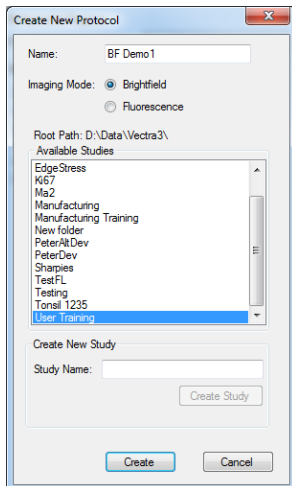 Create New Protocol
Name: BF Demo1
Imaging Mode: Brightfield
Fluorescence
Root Path: D:\Data\Vectra3\
Available Studies
EdgeStress
Ki67
Ma2
Manufacturing
Manufacturing Training
New folder
PeterAltDev
PeterDev
Sharpies
TestFL
Testing
Tonsil 1235
User Training
Create New Study
Study Name:
Create Study
Create Cancel